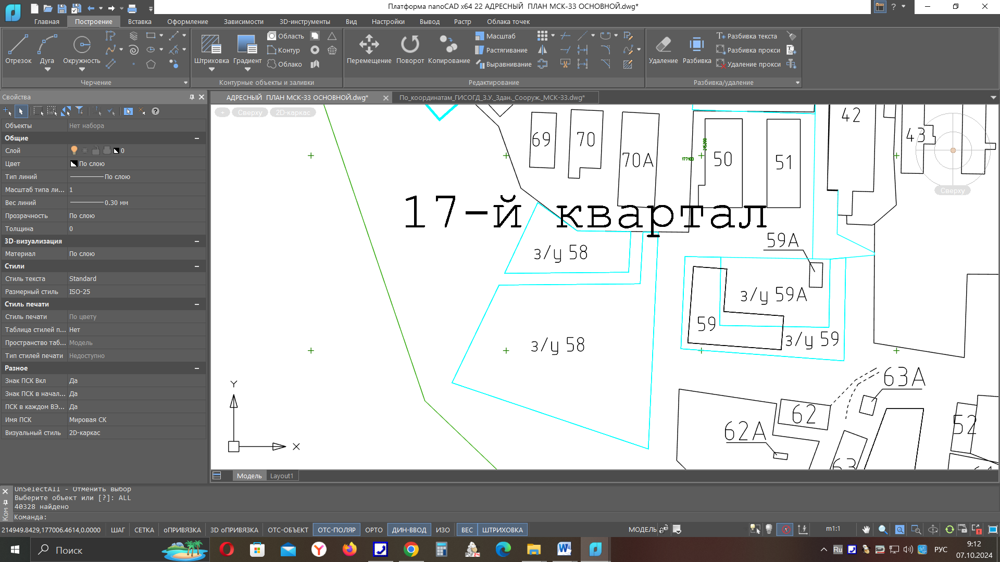 Платформа nanoCAD x64 22 АДРЕСНЫЙ  ПЛАН МСК-33 ОСНОВНОЙ.dwg*
?
Главная Построение Вставка Оформление Зависимости 3D-инструменты Вид Настройки Вывод Растр Облака точек
Отрезок Дуга Окружность
Черчение
Штриховка Градиент
Область
Контур
Облако
Контурные объекты и заливки
Перемещение Поворот Копирование
Масштаб
Растягивание
Выравнивание
Редактирование
Удаление Разбивка
Разбивка текста
Разбивка прокси
Удаление прокси
Разбивка/удаление
Свойства
АДРЕСНЫЙ  ПЛАН МСК-33 ОСНОВНОЙ.dwg*
По_координатам_ГИСОГД_З.У._Здан._Сооруж._МСК-33.dwg*
Объекты Нет набора
Общие
Слой 0
Цвет По слою
Тип линий По слою
Масштаб типа ли... 1
Вес линий 0.30 мм
Прозрачность По слою
Толщина 0
3D-визуализация
Материал По слою
Стили
Стиль текста Standard
Размерный стиль ISO-25
Стиль печати
Стиль печати По цвету
Таблица стилей п... Нет
Пространство таб... Модель
Тип стилей печати Недоступно
Разное
Знак ПСК Вкл Да
Знак ПСК в начал... Да
ПСК в каждом ВЭ... Да
Имя ПСК Мировая СК
Визуальный стиль 2D-каркас
+ Сверху 2D-каркас
69
70
70А
50
51
42
43
177100
215200
Сверху
17-й квартал
з/у 58
59А
з/у 59А
59
з/у 59
з/у 58
63А
62
62А
52
63
Y
X
Модель Layout1
UnSelectAll - Отменить выбор
Выберите объект или [?]: ALL
40328 найдено
Команда:
Ком
214949.8429,177006.4614,0.0000 ШАГ СЕТКА оПРИВЯЗКА 3D оПРИВЯЗКА ОТС-ОБЪЕКТ ОТС-ПОЛЯР ОРТО ДИН-ВВОД ИЗО ВЕС ШТРИХОВКА МОДЕЛЬ м1:1
Поиск
PDF24
Ru
РУС
9:12
07.10.2024